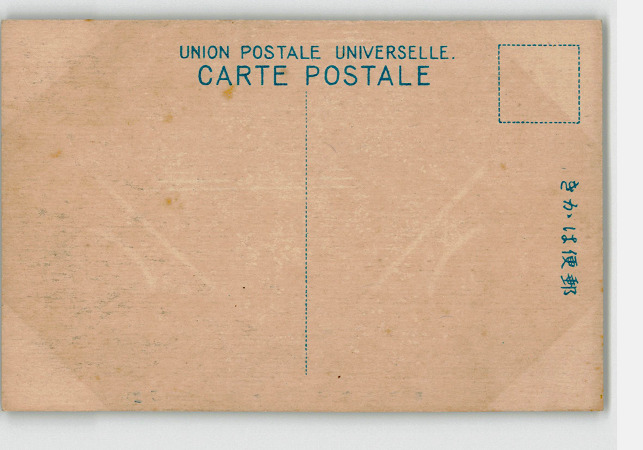 UNION POSTALE UNIVERSELLE.
CARTE POSTALE
きかは便郵